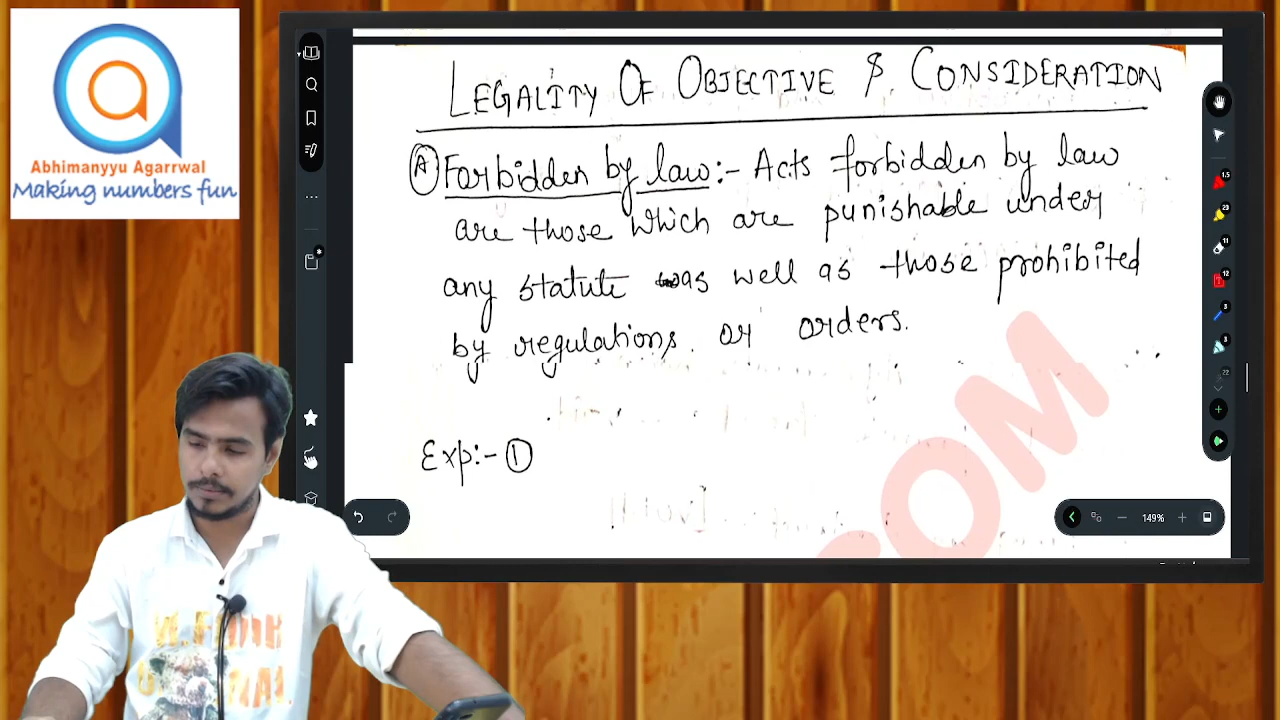 Abhimanyyu Agarrwal
Making numbers fun
LEGALITY OF OBJECTIVE & CONSIDERATION
(A) Forbidden by law:- Acts forbidden by law
are those which are punishable under
any statute as well as those prohibited
by regulations or orders.
Exp:- ①
149%
COM